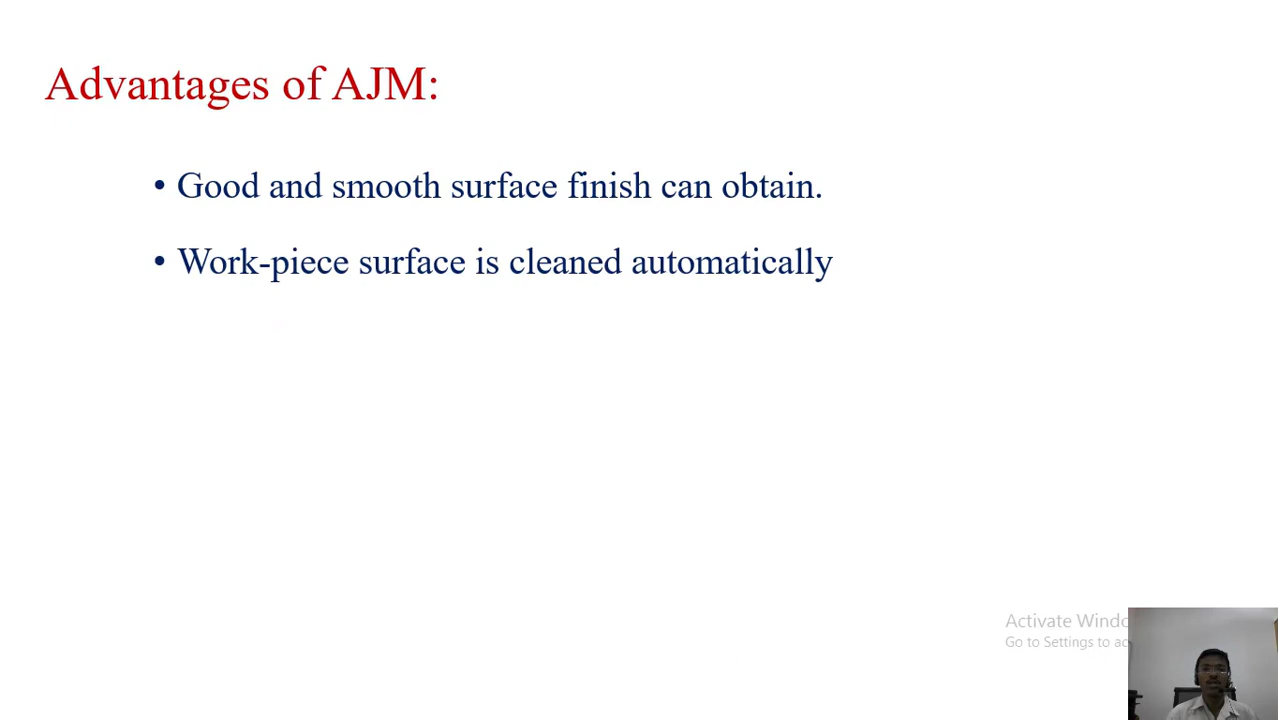 Advantages of AJM:
• Good and smooth surface finish can obtain.
• Work-piece surface is cleaned automatically
Activate Windo
Go to Settings to ac